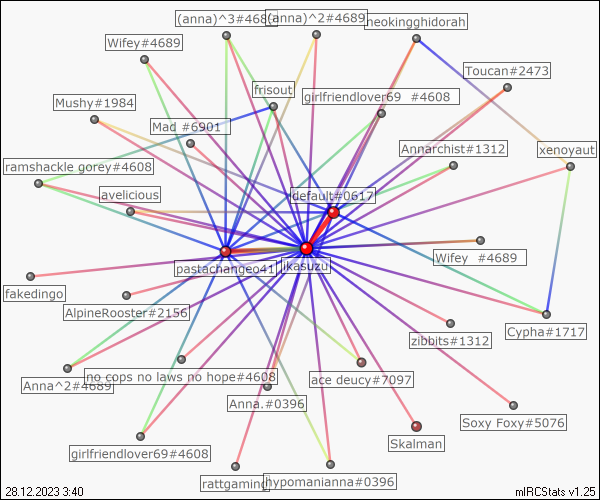 (anna)^3#4689
(anna)^2#4689
neokingghidorah
Wifey#4689
Toucan#2473
frisout
girlfriendlover69 #4608
Mushy#1984
Mad #6901
Annarchist#1312
xenoyaut
ramshackle gorey#4608
avelicious
default#0617
Wifey #4689
pastachangeo41
ikasuzu
fakedingo
AlpineRooster#2156
Cypha#1717
zibbits#1312
no cops no laws no hope#4608
ace deucy#7097
Anna^2#4689
Anna.#0396
Soxy Foxy#5076
Skalman
girlfriendlover69#4608
rattgaming
hypomanianna#0396
28.12.2023 3:40
mIRCStats v1.25